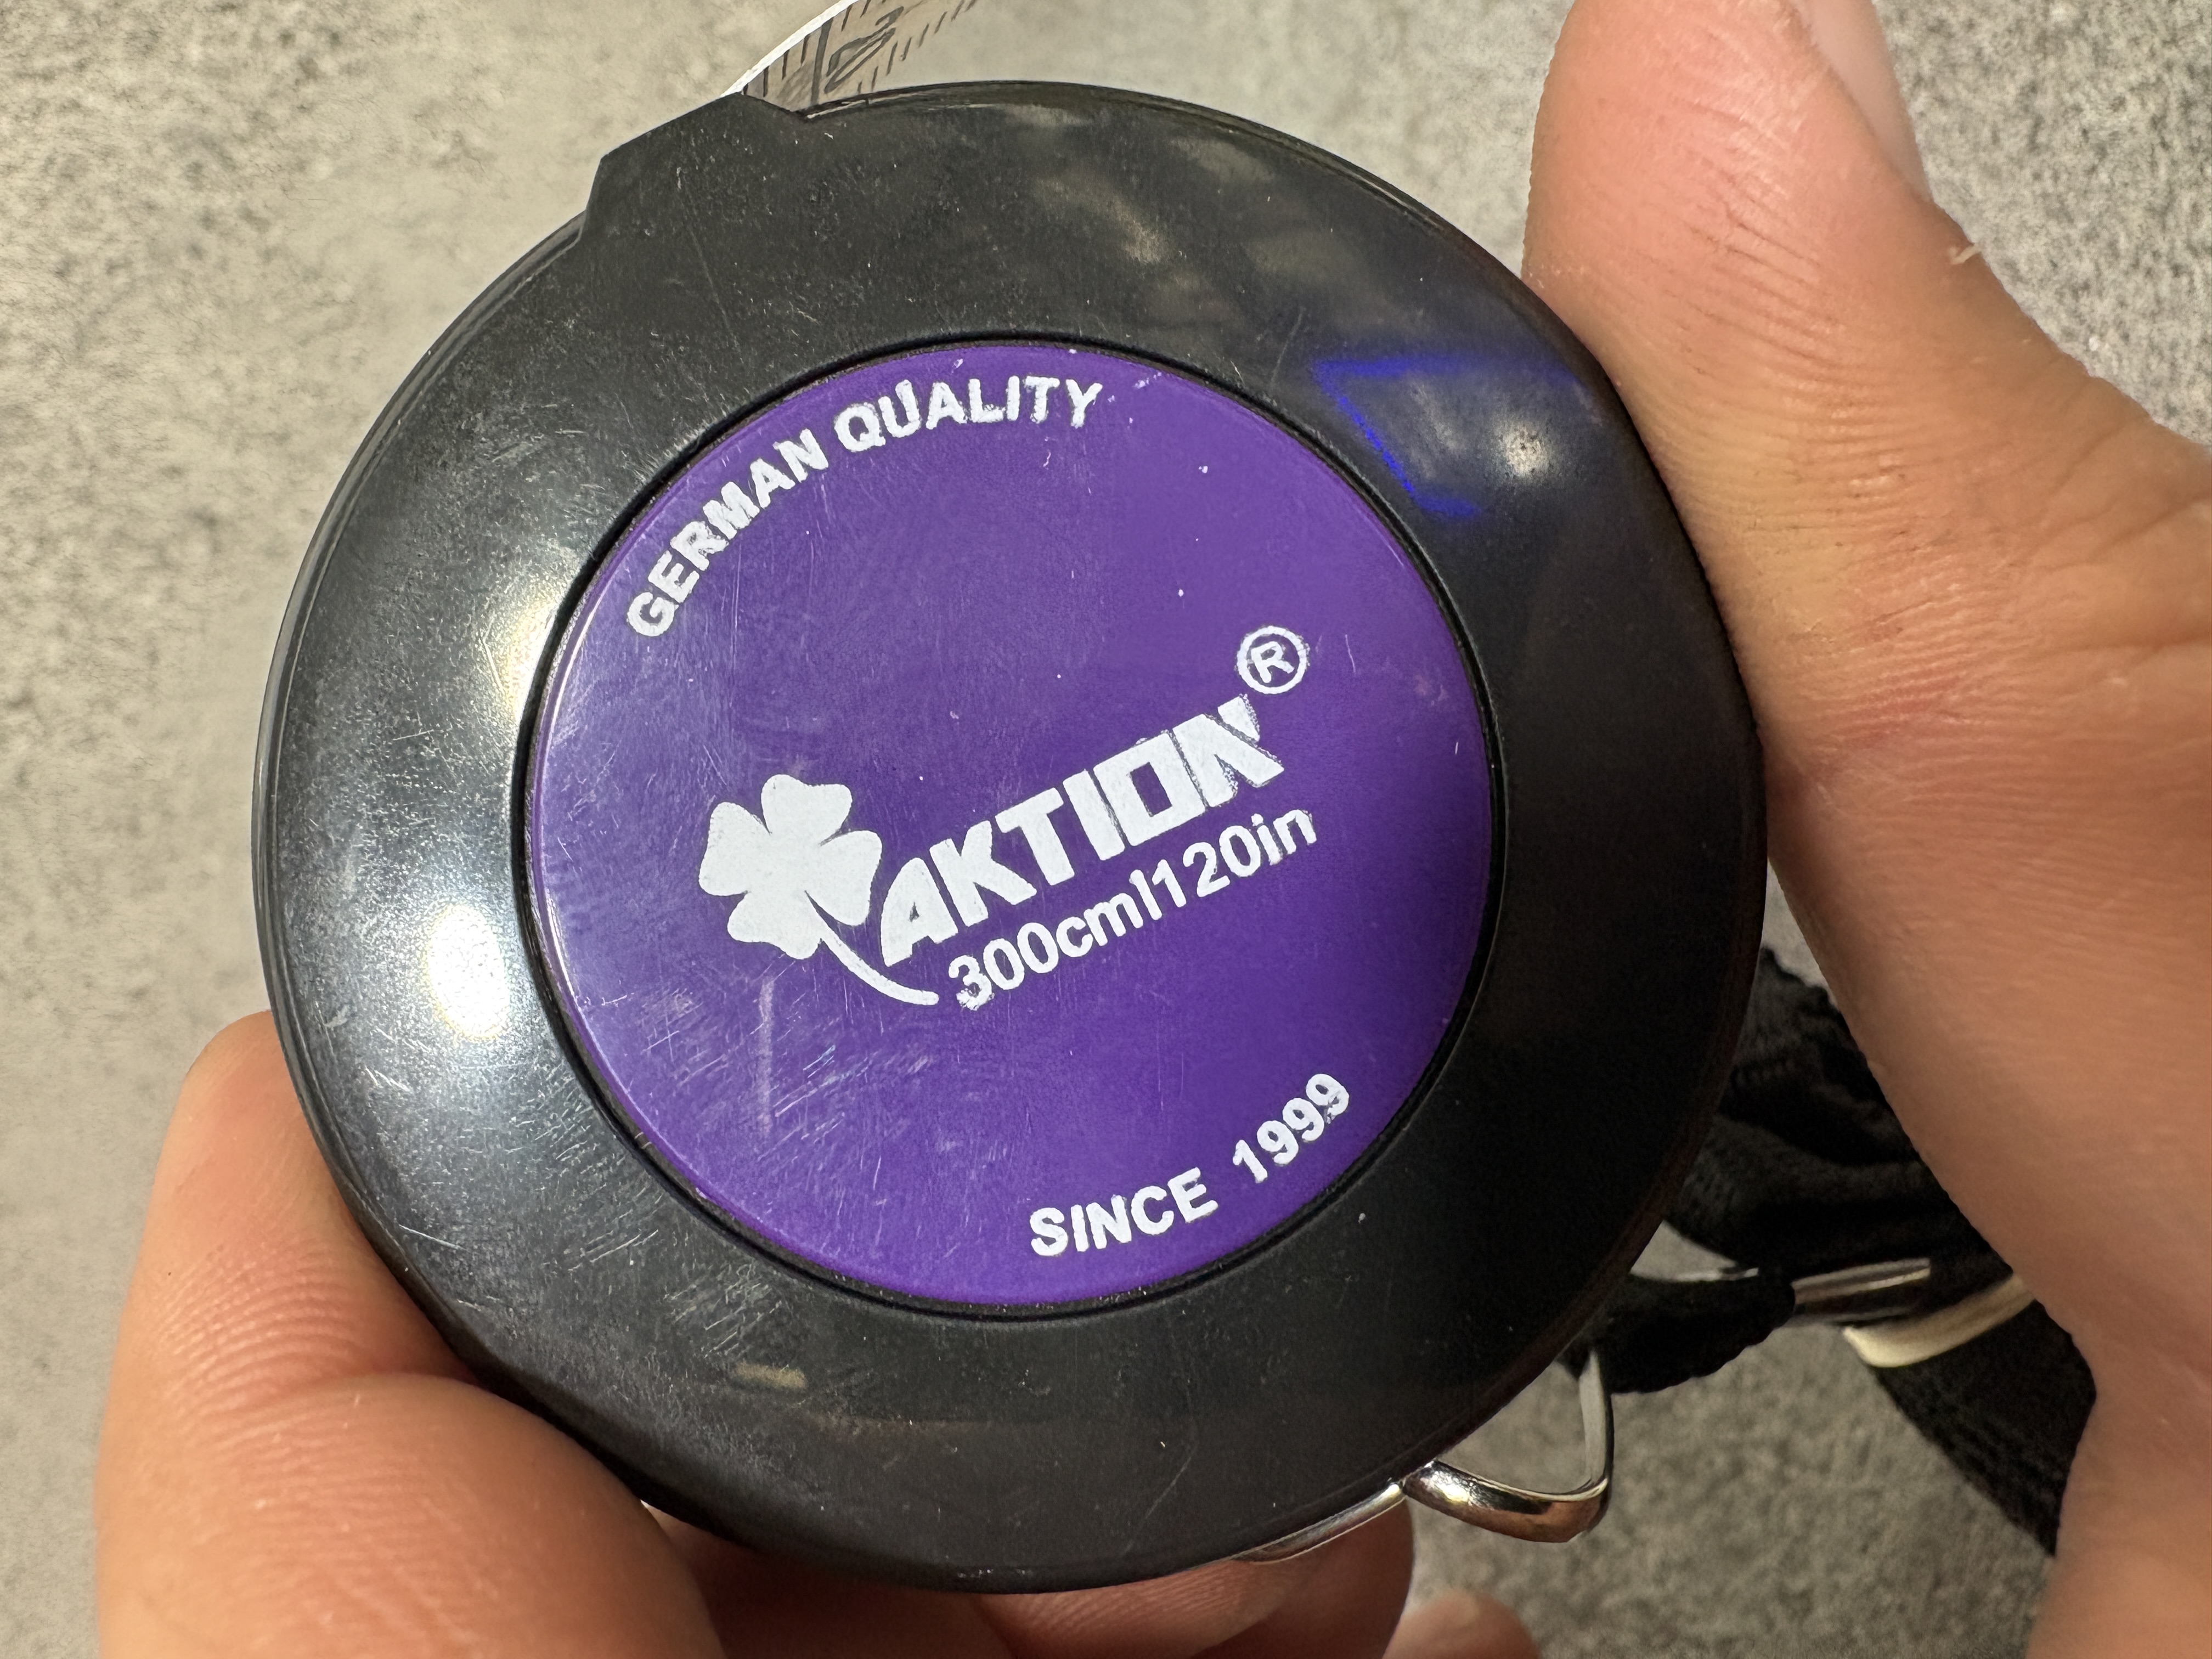 GERMAN QUALITY
AKTION®
300cm|120in
SINCE 1999